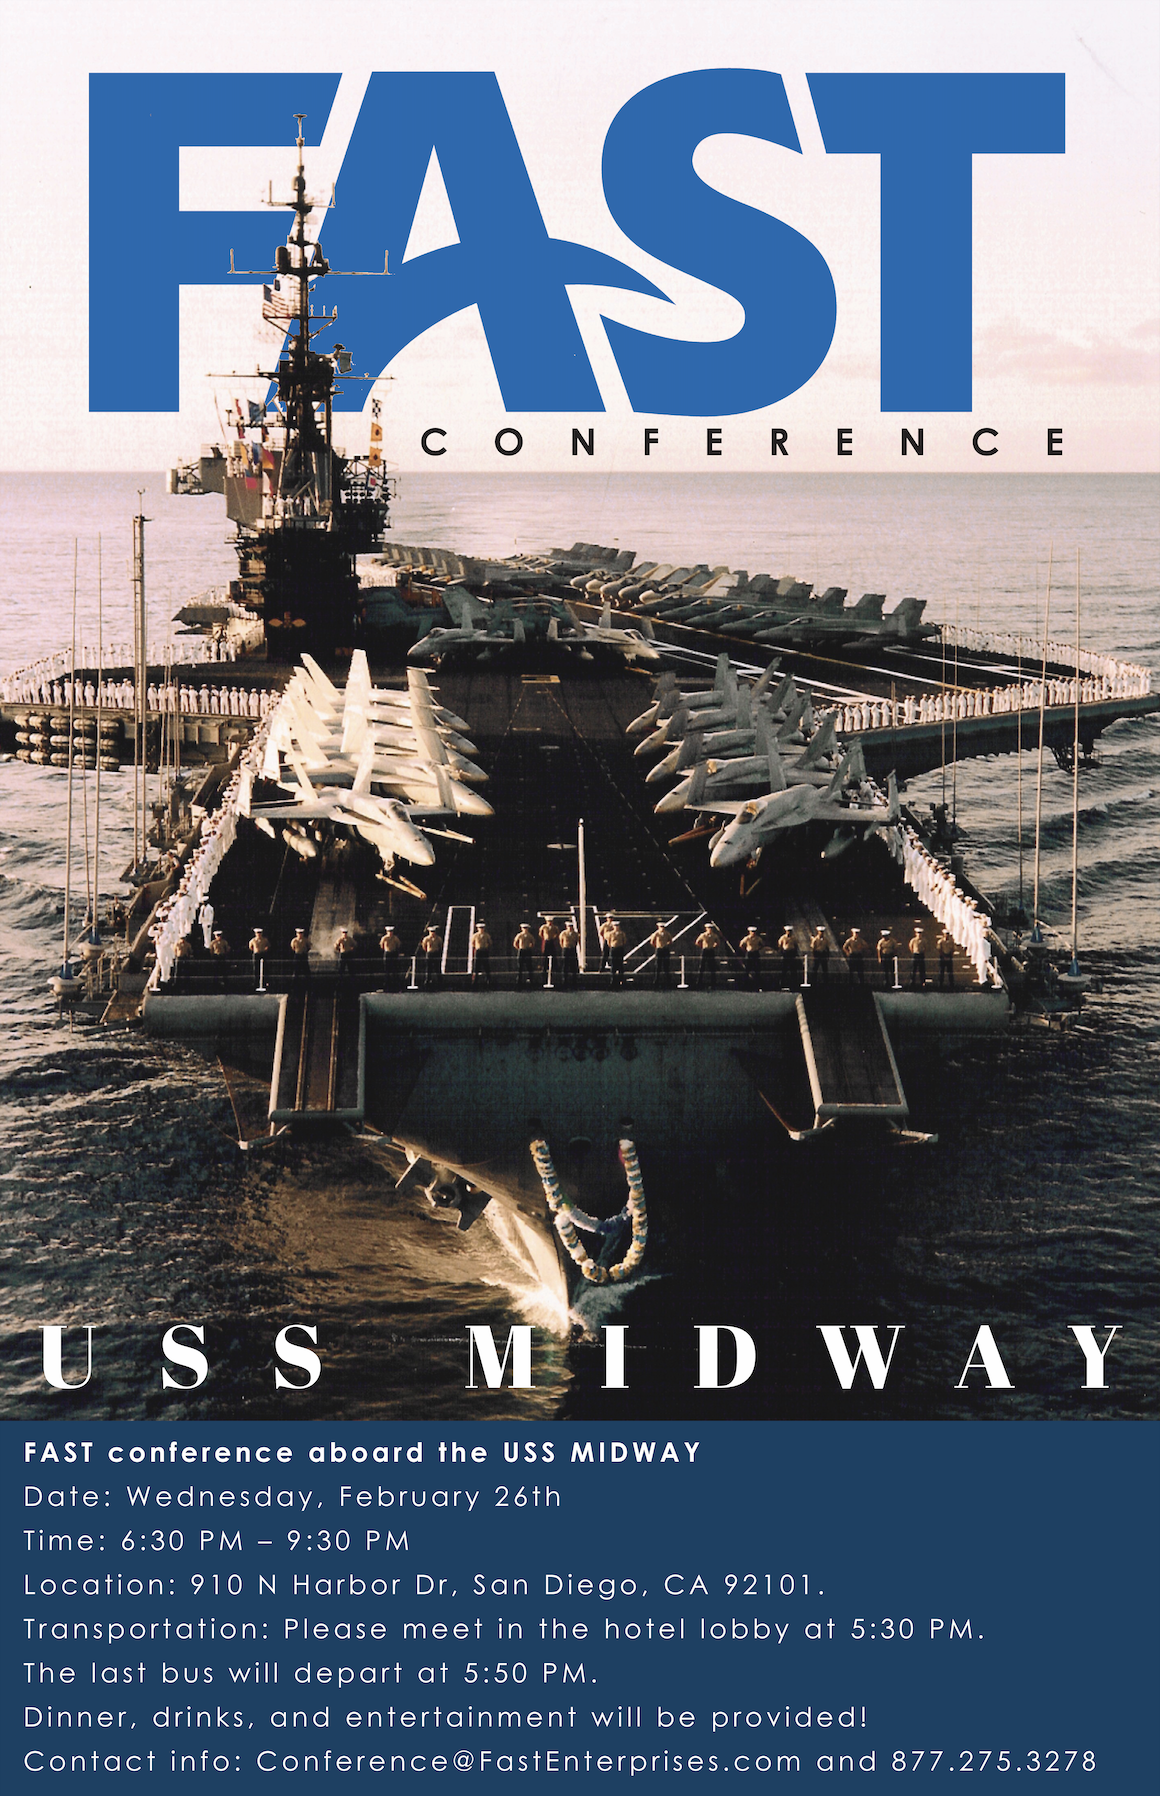 FAST
CONFERENCE
USS MIDWAY
FAST conference aboard the USS MIDWAY
Date: Wednesday, February 26th
Time: 6:30 PM – 9:30 PM
Location: 910 N Harbor Dr, San Diego, CA 92101.
Transportation: Please meet in the hotel lobby at 5:30 PM.
The last bus will depart at 5:50 PM.
Dinner, drinks, and entertainment will be provided!
Contact info: Conference@FastEnterprises.com and 877.275.3278